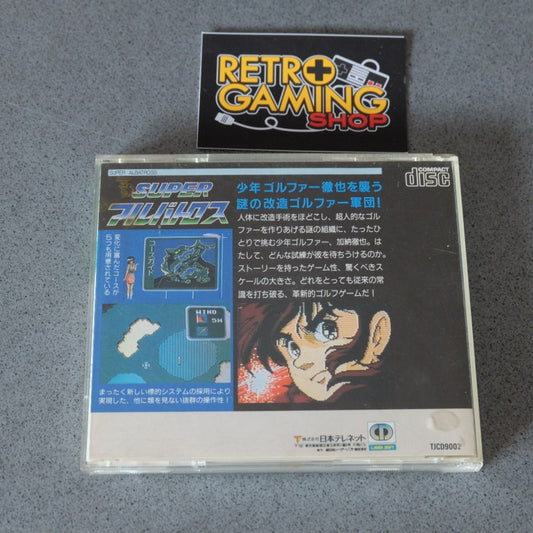 RETRO
GAMING
SHOP
SUPER ALBATROSS
COMPACT
disc
SUPER
アルバトロス
少年ゴルファー徹也を襲う
謎の改造ゴルファー軍団!
人体に改造手術をほどこし、超人的なゴル
ファーを作りあげる謎の組織に、たったひ
とりで挑む少年ゴルファー、加納徹也。は
たして、どんな試練が彼を待ちうけるのか。
ストーリーを持ったゲーム性、驚くべきス
ケールの大きさ。どれをとっても従来の常
識を打ち破る、革新的ゴルフゲームだ!
変化に富んだコースが
5つも用意されている
コースガイド
WIND
5M
まったく新しい標的システムの採用により
実現した、他に類を見ない抜群の操作性!
株式会社日本テレネット
TJCD9002